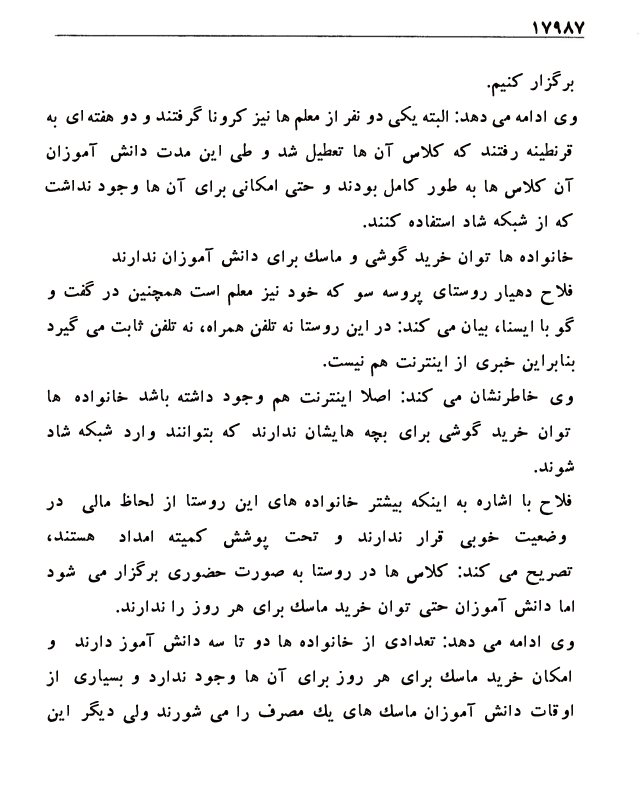 ۱۷۹۸۷
برگزار کنیم.
وی ادامه می دهد: البته یکی دو نفر از معلم ها نیز کرونا گرفتند و دو هفته ای به
قرنطینه رفتند که کلاس آن ها تعطیل شد و طی این مدت دانش آموزان
آن کلاس ها به طور کامل بودند و حتی امکانی برای آن ها وجود نداشت
که از شبکه شاد استفاده کنند.
خانواده ها توان خرید گوشی و ماسك برای دانش آموزان ندارند
فلاح دهیار روستای پروسه سو که خود نیز معلم است همچنین در گفت و
گو با ایسنا، بیان می کند: در این روستا نه تلفن همراه، نه تلفن ثابت می گیرد
بنابراین خبری از اینترنت هم نیست.
وی خاطرنشان می کند: اصلا اینترنت هم وجود داشته باشد خانواده ها
توان خرید گوشی برای بچه هایشان ندارند که بتوانند وارد شبکه شاد
شوند.
فلاح با اشاره به اینکه بیشتر خانواده های این روستا از لحاظ مالی در
وضعیت خوبی قرار ندارند و تحت پوشش کمیته امداد هستند،
تصریح می کند: کلاس ها در روستا به صورت حضوری برگزار می شود
اما دانش آموزان حتی توان خرید ماسك برای هر روز را ندارند.
وی ادامه می دهد: تعدادی از خانواده ها دو تا سه دانش آموز دارند و
امکان خرید ماسك برای هر روز برای آن ها وجود ندارد و بسیاری از
اوقات دانش آموزان ماسك های یك مصرف را می شورند ولی دیگر این